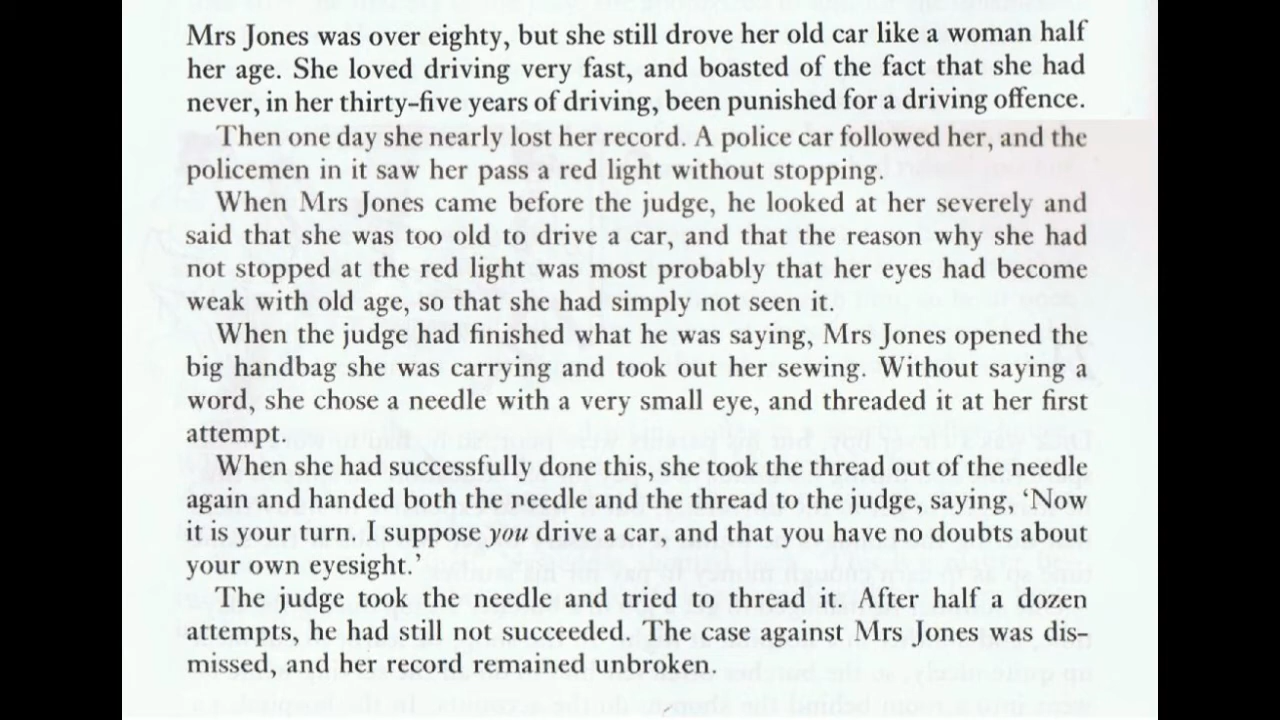 Mrs Jones was over eighty, but she still drove her old car like a woman half
her age. She loved driving very fast, and boasted of the fact that she had
never, in her thirty-five years of driving, been punished for a driving offence.
Then one day she nearly lost her record. A police car followed her, and the
policemen in it saw her pass a red light without stopping.
When Mrs Jones came before the judge, he looked at her severely and
said that she was too old to drive a car, and that the reason why she had
not stopped at the red light was most probably that her eyes had become
weak with old age, so that she had simply not seen it.
When the judge had finished what he was saying, Mrs Jones opened the
big handbag she was carrying and took out her sewing. Without saying a
word, she chose a needle with a very small eye, and threaded it at her first
attempt.
When she had successfully done this, she took the thread out of the needle
again and handed both the needle and the thread to the judge, saying, ‘Now
it is your turn. I suppose you drive a car, and that you have no doubts about
your own eyesight.’
The judge took the needle and tried to thread it. After half a dozen
attempts, he had still not succeeded. The case against Mrs Jones was dis-
missed, and her record remained unbroken.